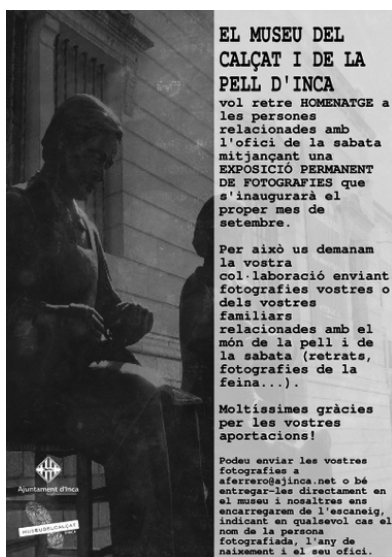 EL MUSEU DEL
CALÇAT I DE LA
PELL D'INCA
vol retre HOMENATGE a
les persones
relacionades amb
l'ofici de la sabata
mitjançant una
EXPOSICIÓ PERMANENT
DE FOTOGRAFIES que
s'inaugurarà el
proper mes de
setembre.
Per això us demanam
la vostra
col·laboració enviant
fotografies vostres o
dels vostres
familiars
relacionades amb el
món de la pell i de
la sabata (retrats,
fotografies de la
feina...).
Moltíssimes gràcies
per les vostres
aportacions!
Podeu enviar les vostres
fotografies a
aferrero@ajinca.net o bé
entregar-les directament en
el museu i nosaltres ens
encarregarem de l'escaneig,
indicant en qualsevol cas el
nom de la persona
fotografiada, l'any de
naixement i el seu ofici.
Ajuntament d'Inca
MUSEUDELCALÇAT